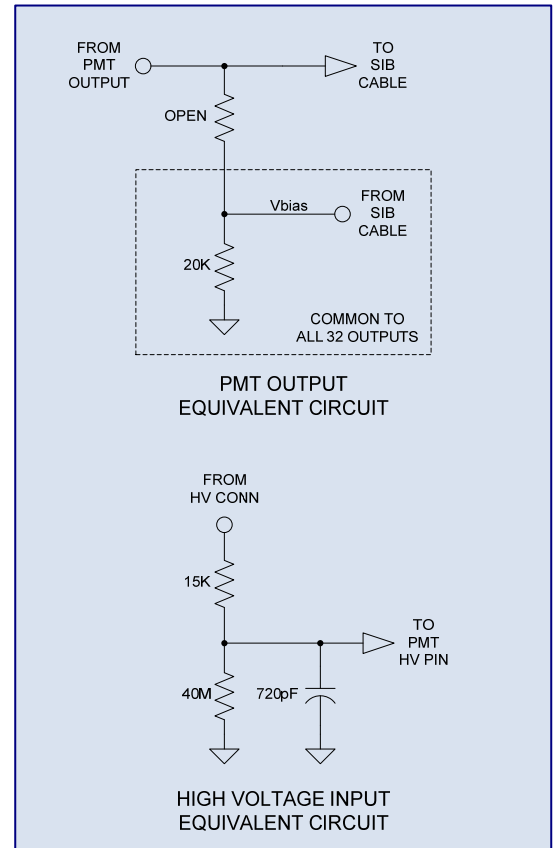 FROM
PMT
OUTPUT
TO
SIB
CABLE
OPEN
Vbias
FROM
SIB
CABLE
20K
COMMON TO
ALL 32 OUTPUTS
PMT OUTPUT
EQUIVALENT CIRCUIT
FROM
HV CONN
15K
TO
PMT
HV PIN
40M
720pF
HIGH VOLTAGE INPUT
EQUIVALENT CIRCUIT